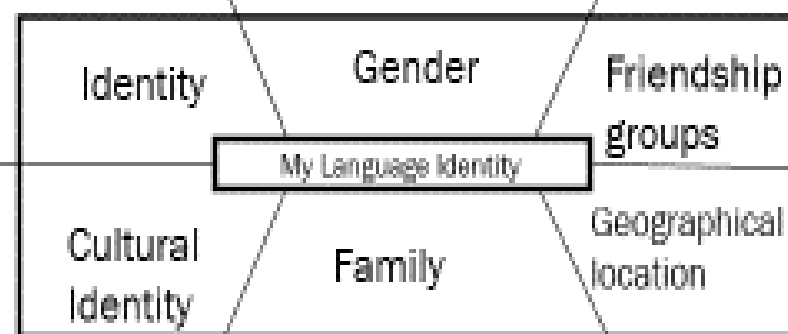 Identity
Gender
Friendship
groups
My Language Identity
Cultural
Identity
Family
Geographical
location